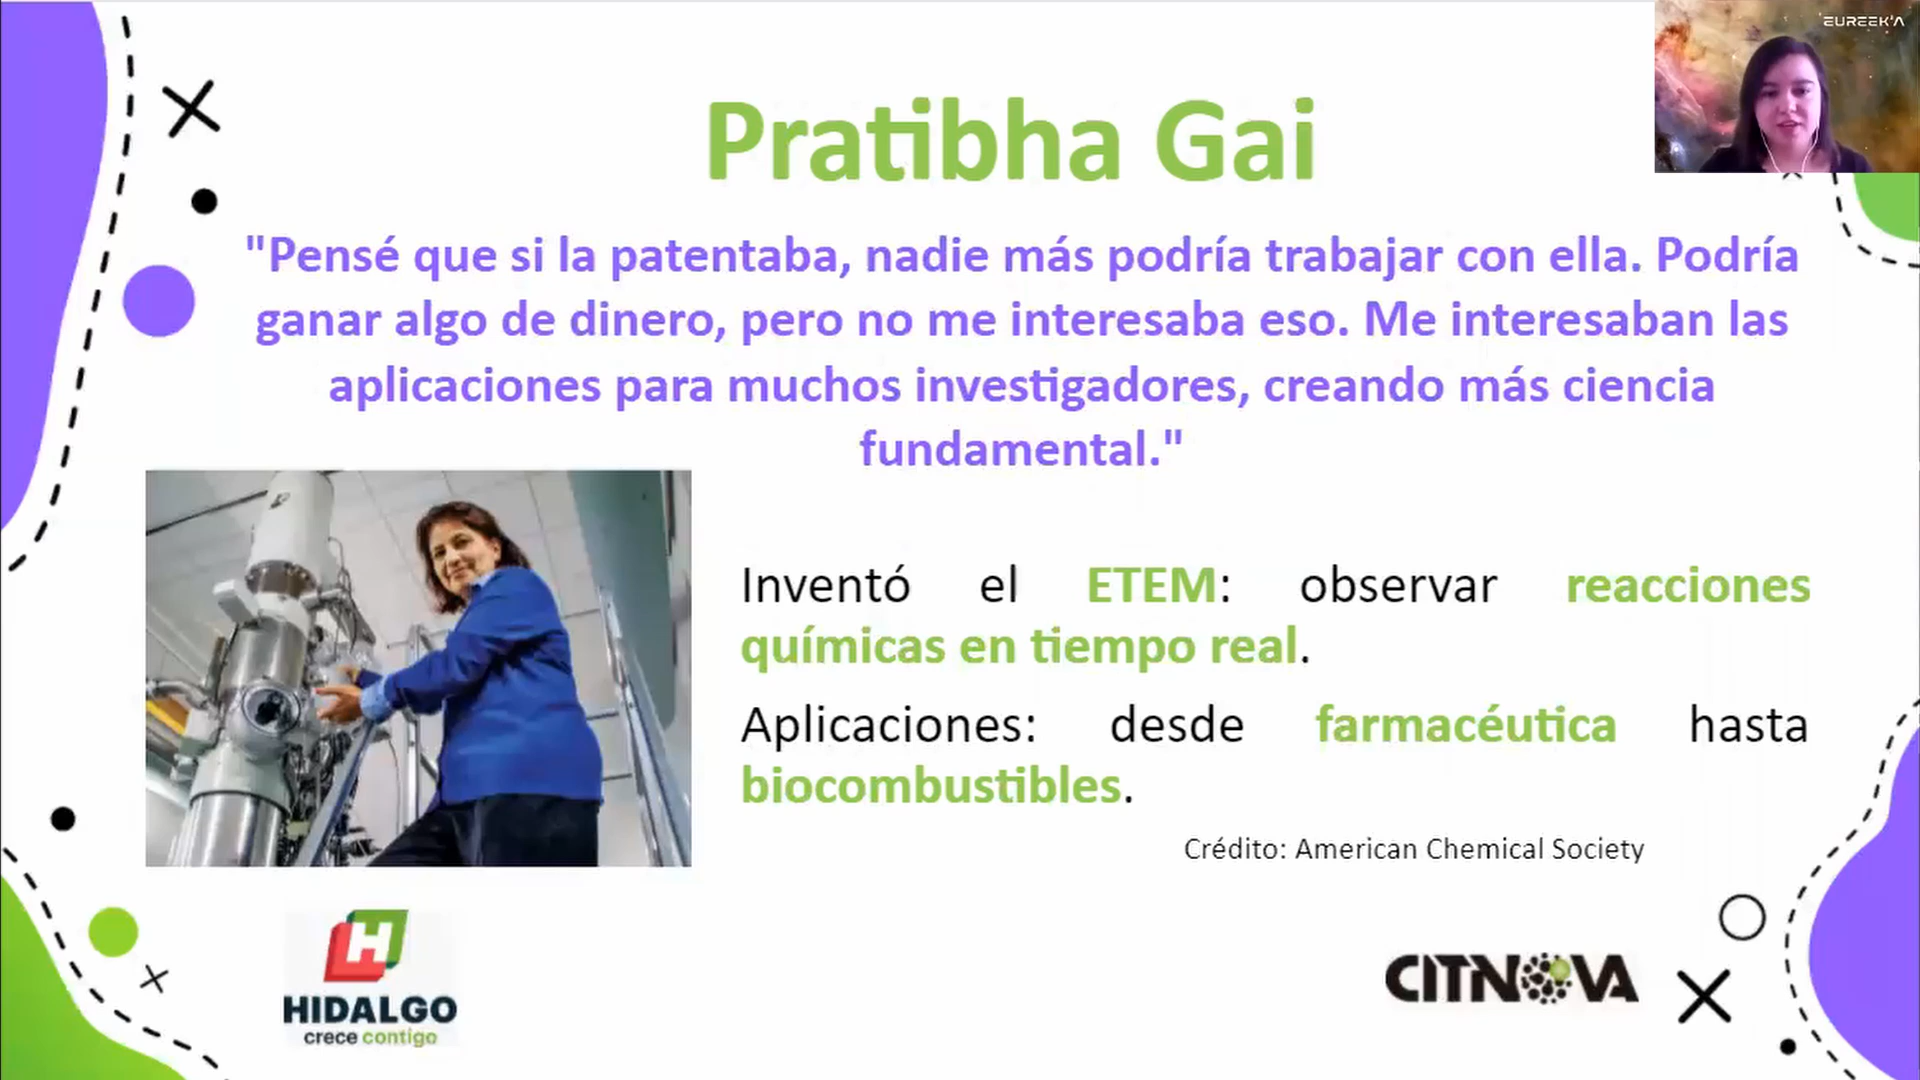 EUREEK'A
Pratibha Gai
"Pensé que si la patentaba, nadie más podría trabajar con ella. Podría
ganar algo de dinero, pero no me interesaba eso. Me interesaban las
aplicaciones para muchos investigadores, creando más ciencia
fundamental."
Inventó el ETEM: observar reacciones
químicas en tiempo real.
Aplicaciones: desde farmacéutica hasta
biocombustibles.
Crédito: American Chemical Society
H
HIDALGO
crece contigo
CITNOVA